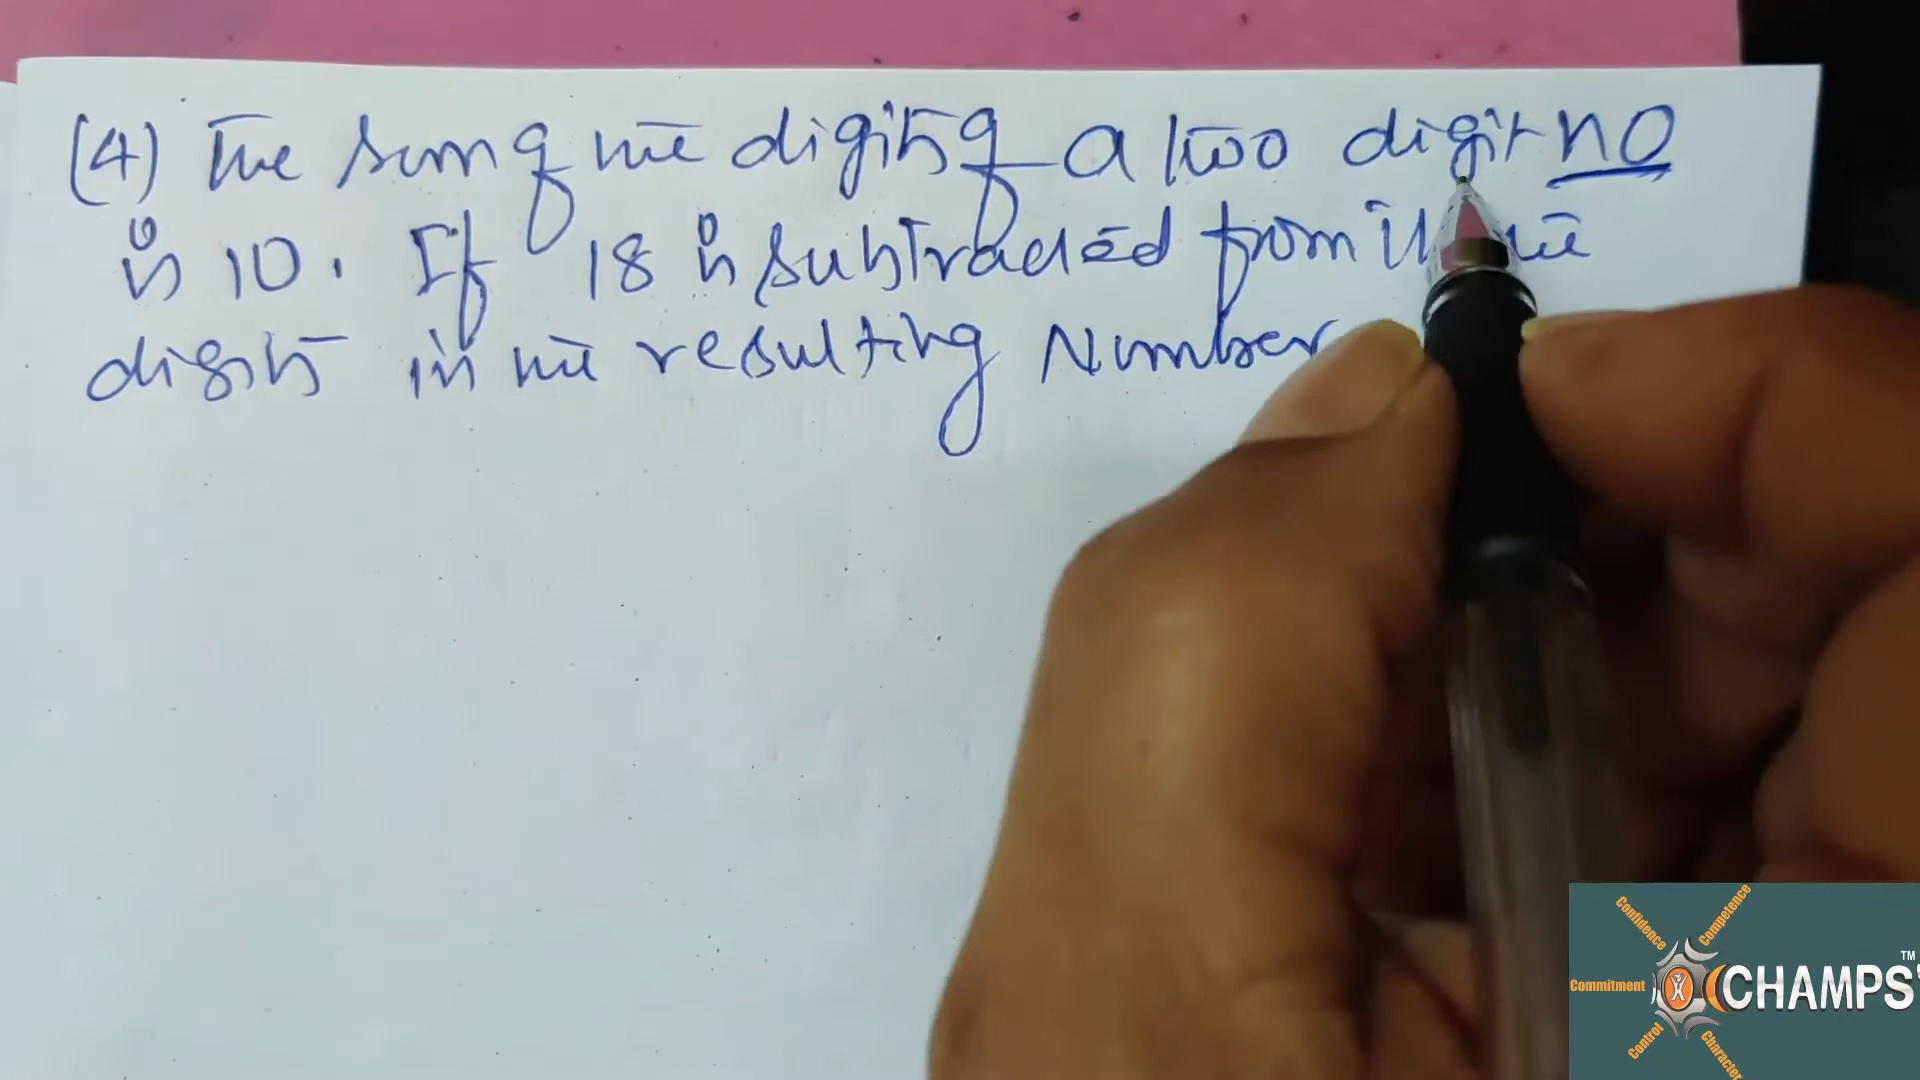 (4) The sum of the digits of a two digit no
is 10. If 18 is subtracted from it the
digits in the resulting Number
Confidence
Competence
Commitment
CHAMPS
TM
Control
Character